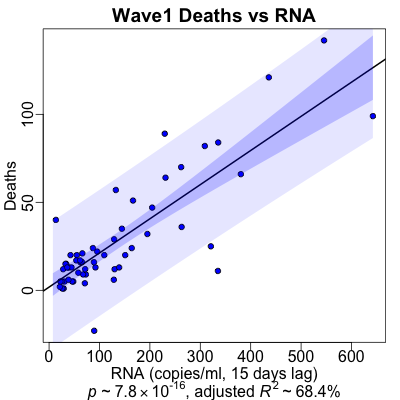 Wave1 Deaths vs RNA
Deaths
100
50
0
0 100 200 300 400 500 600
RNA (copies/ml, 15 days lag)
p ~ 7.8 × 10⁻¹⁶, adjusted R² ~ 68.4%